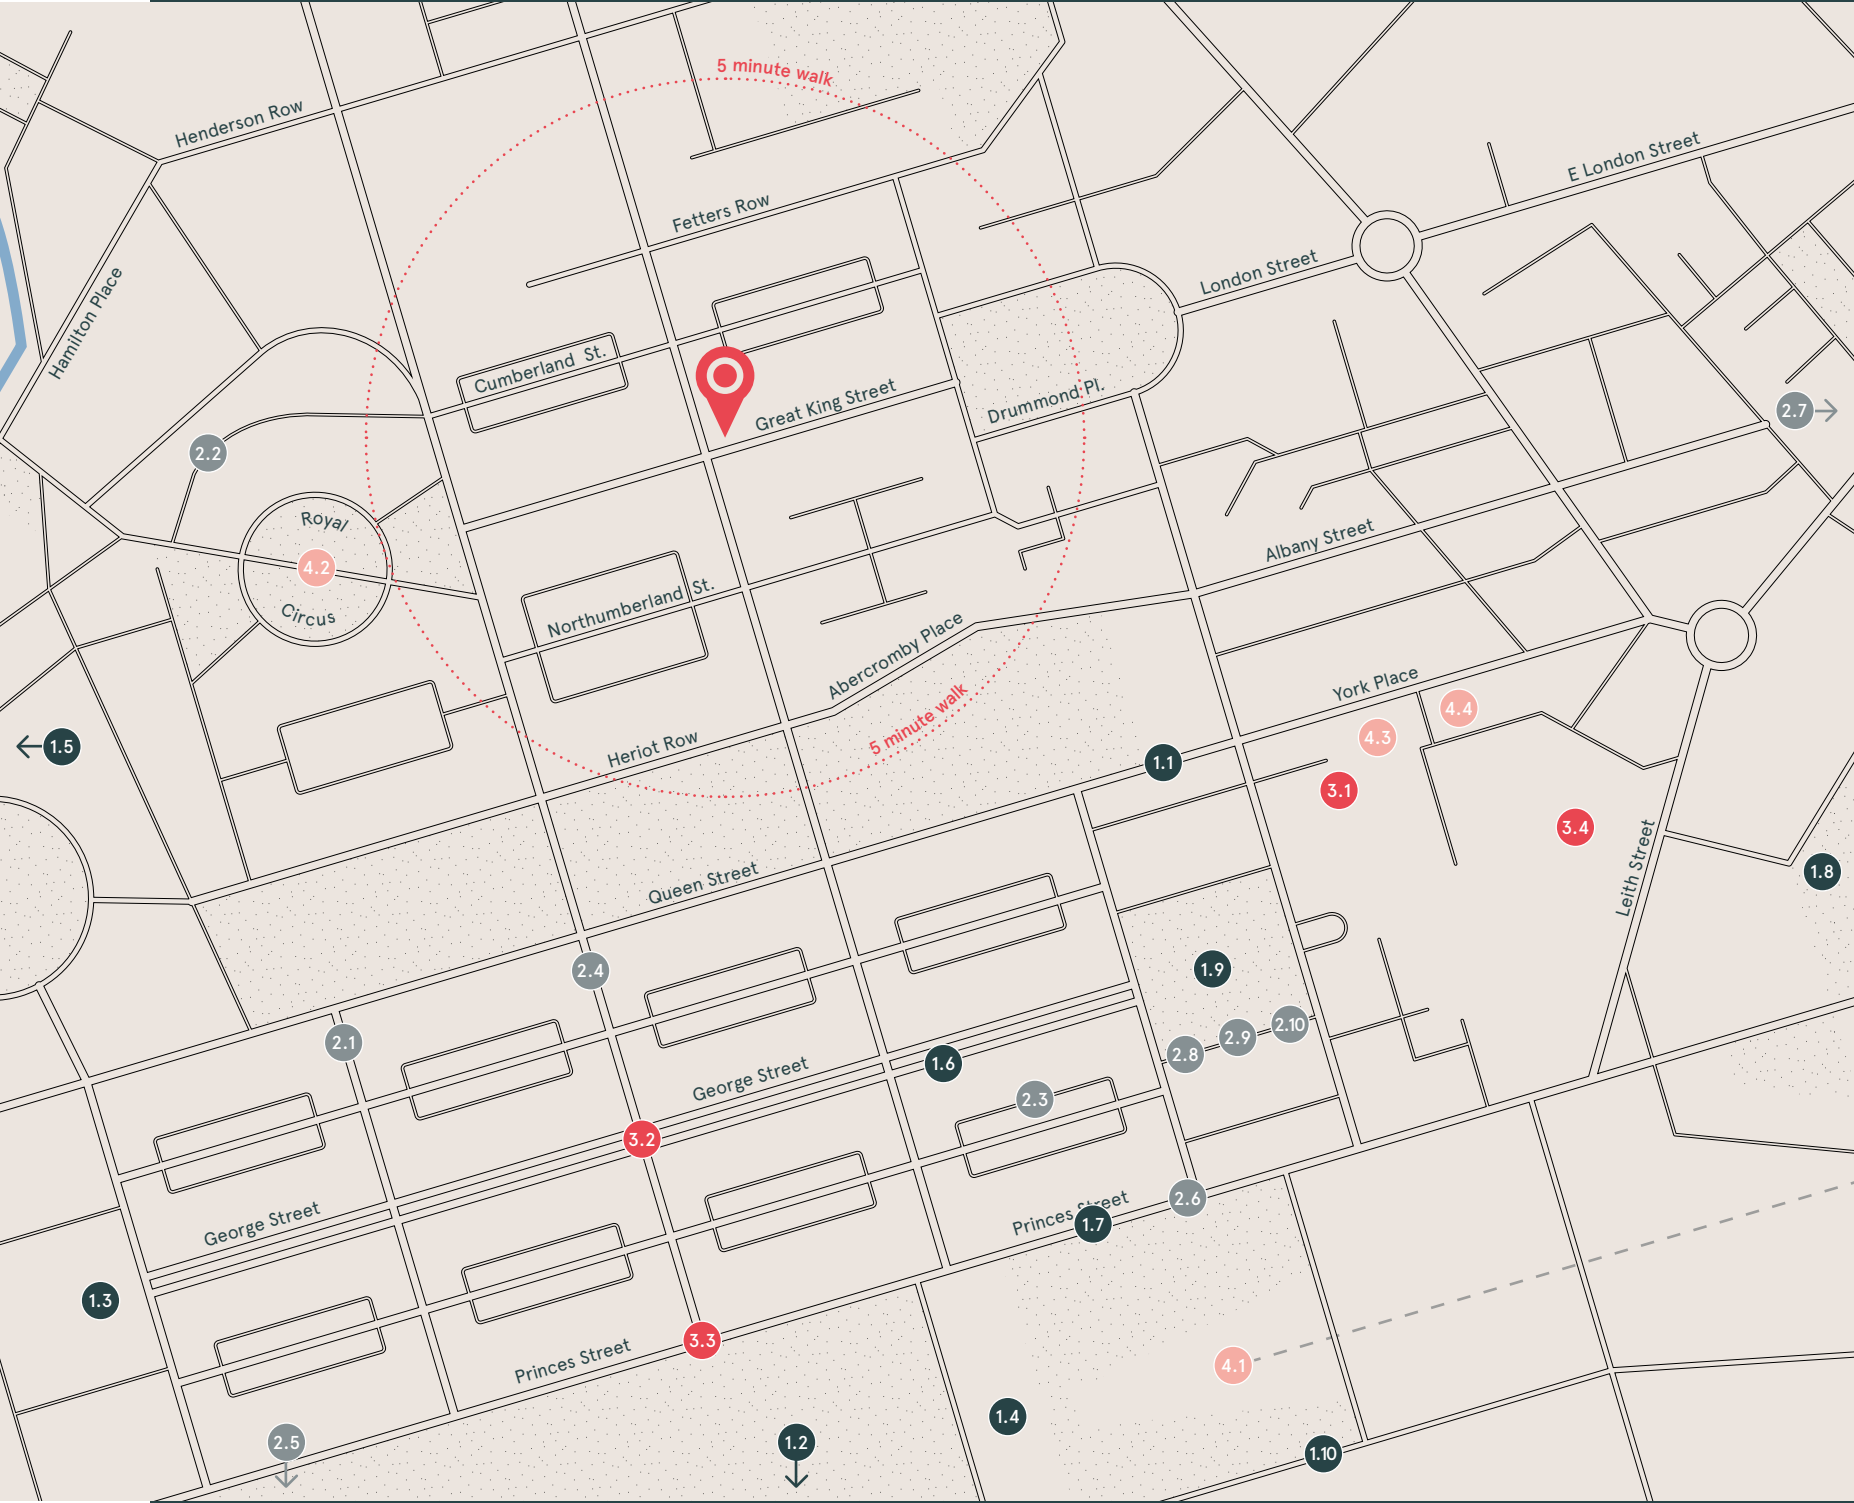 5 minute walk
Henderson Row
E London Street
Fetters Row
London Street
Hamilton Place
Cumberland St.
Great King Street
Drummond Pl.
2.7
2.2
Royal
4.2
Circus
Albany Street
Northumberland St.
Abercromby Place
York Place
4.4
4.3
5 minute walk
Heriot Row
1.5
1.1
3.1
3.4
Leith Street
1.8
Queen Street
2.4
1.9
2.10
2.9
2.8
2.1
1.6
George Street
2.3
3.2
George Street
2.6
Princes Street
1.7
1.3
3.3
Princes Street
4.1
1.4
2.5
1.2
1.10